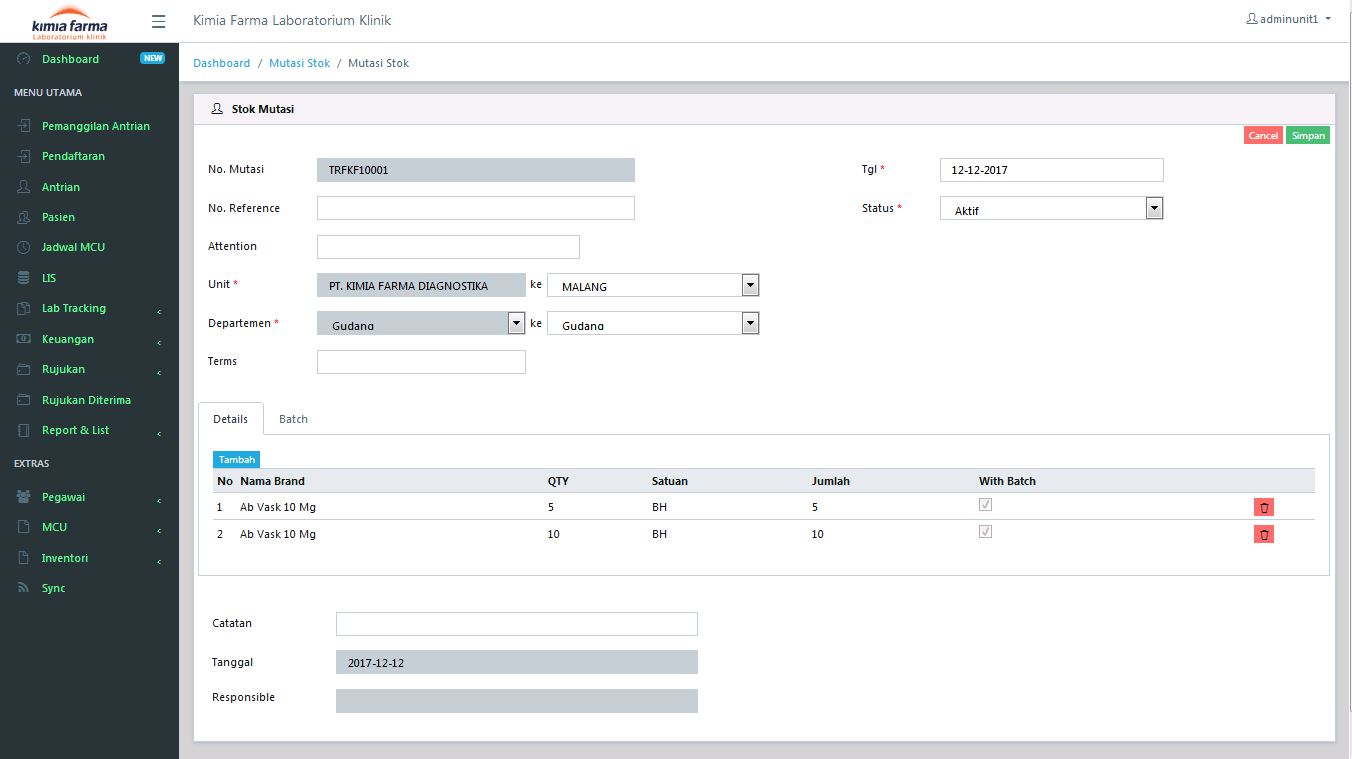 kimia farma
Laboratorium klinik
Kimia Farma Laboratorium Klinik
adminunit1
Dashboard NEW
MENU UTAMA
Pemanggilan Antrian
Pendaftaran
Antrian
Pasien
Jadwal MCU
LIS
Lab Tracking
Keuangan
Rujukan
Rujukan Diterima
Report & List
EXTRAS
Pegawai
MCU
Inventori
Sync
Dashboard / Mutasi Stok / Mutasi Stok
Stok Mutasi
Cancel Simpan
No. Mutasi TRFKF10001 Tgl * 12-12-2017
No. Reference Status * Aktif
Attention
Unit * PT. KIMIA FARMA DIAGNOSTIKA ke MALANG
Departemen * Gudang ke Gudang
Terms
Details Batch
Tambah
No Nama Brand QTY Satuan Jumlah With Batch
1 Ab Vask 10 Mg 5 BH 5
2 Ab Vask 10 Mg 10 BH 10
Catatan
Tanggal 2017-12-12
Responsible